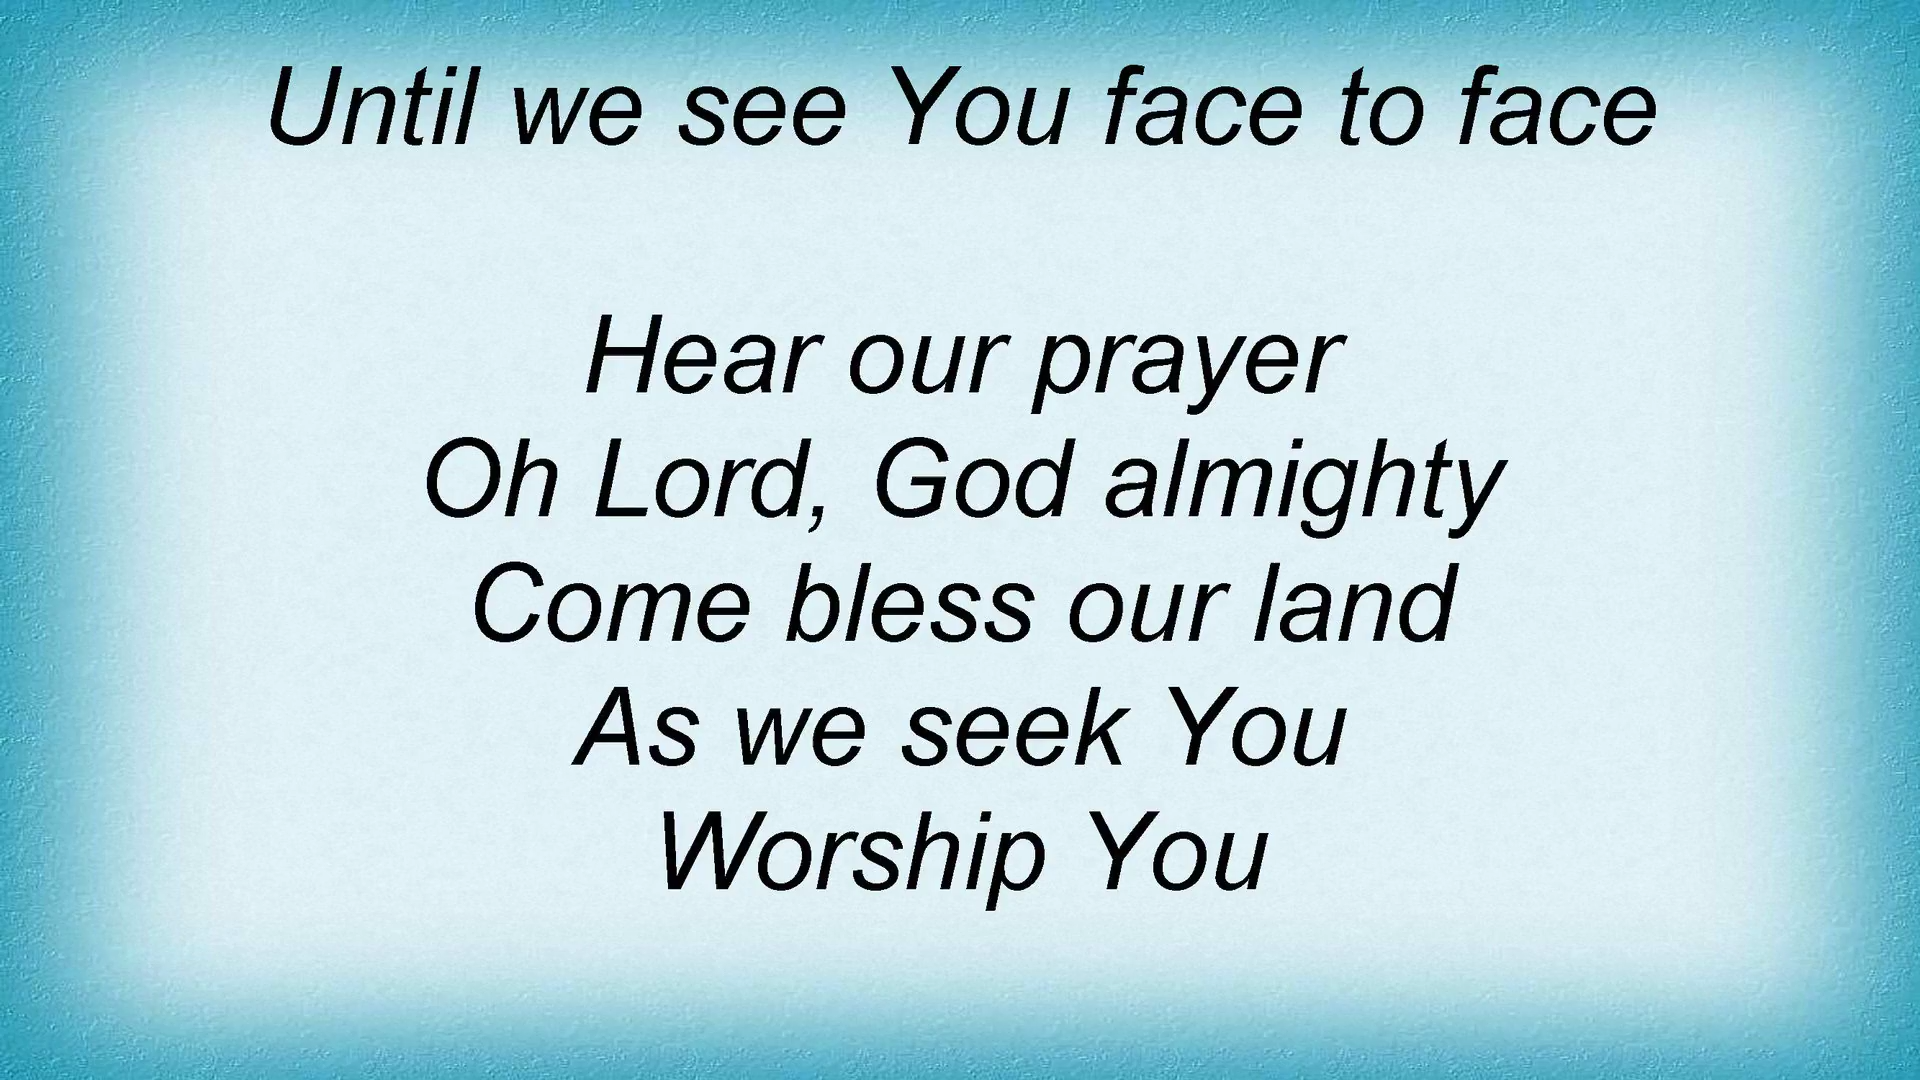 Until we see You face to face
Hear our prayer
Oh Lord, God almighty
Come bless our land
As we seek You
Worship You